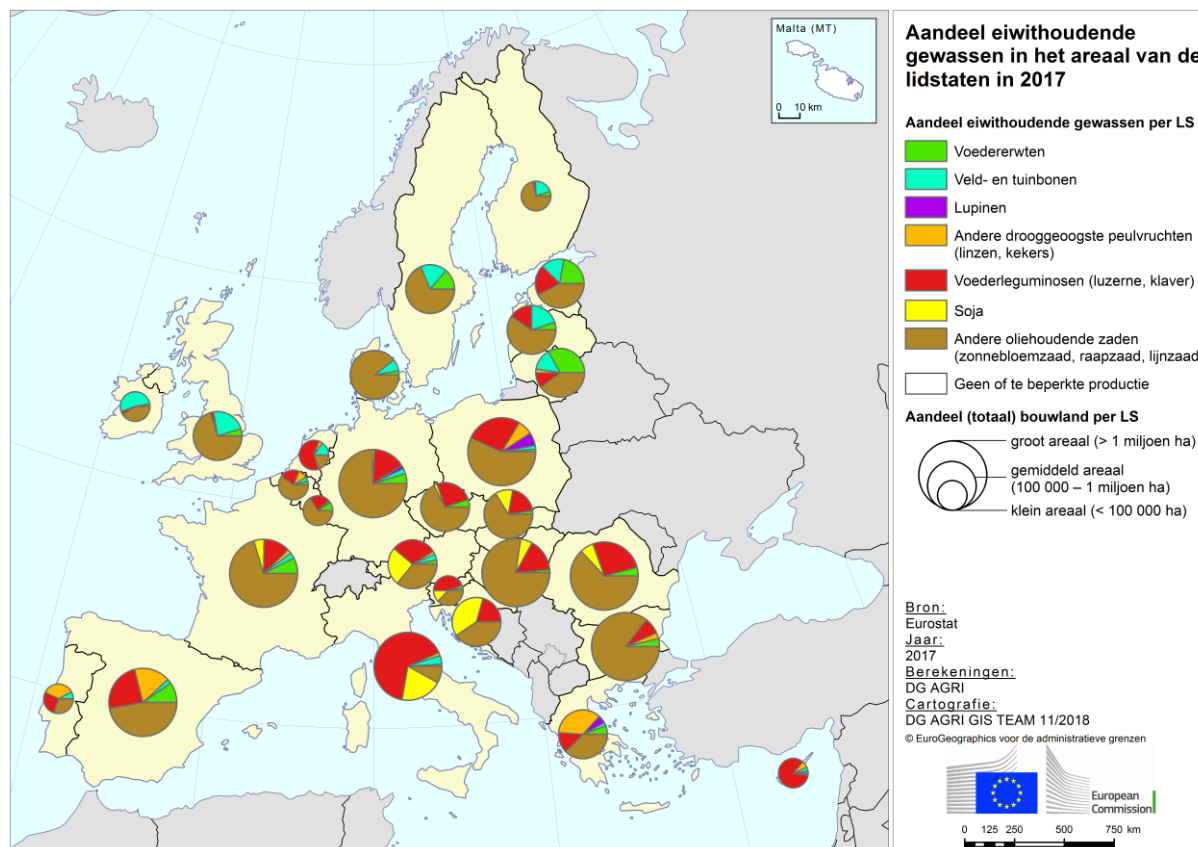 Malta (MT)
0 10 km
Aandeel eiwithoudende
gewassen in het areaal van de
lidstaten in 2017
Aandeel eiwithoudende gewassen per LS
Voedererwten
Veld- en tuinbonen
Lupinen
Andere drooggeoogste peulvruchten
(linzen, kekers)
Voederleguminosen (luzerne, klaver)
Soja
Andere oliehoudende zaden
(zonnebloemzaad, raapzaad, lijnzaad
Geen of te beperkte productie
Aandeel (totaal) bouwland per LS
groot areaal (> 1 miljoen ha)
gemiddeld areaal
(100 000 – 1 miljoen ha)
klein areaal (< 100 000 ha)
Bron:
Eurostat
Jaar:
2017
Berekeningen:
DG AGRI
Cartografie:
DG AGRI GIS TEAM 11/2018
© EuroGeographics voor de administratieve grenzen
European
Commission
0 125 250 500 750 km